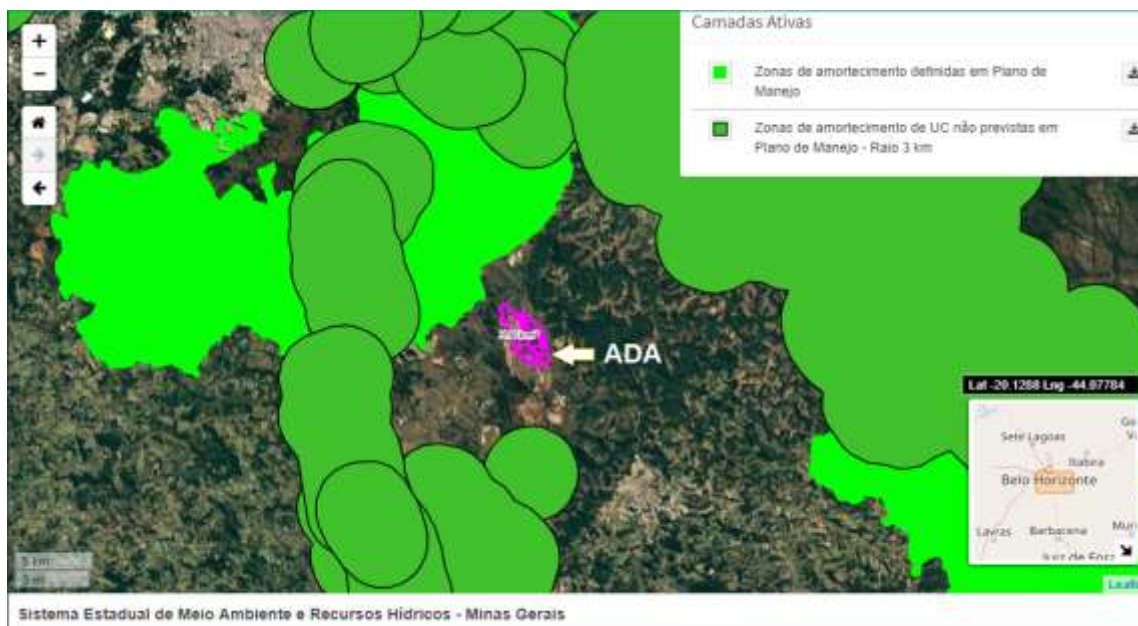 +
−
Camadas Ativas
Zonas de amortecimento definidas em Plano de
Manejo
Zonas de amortecimento de UC não previstas em
Plano de Manejo - Raio 3 km
ADA
Lat -20.1288 Lng -44.07784
Sete Lagoas
Itabira
Belo Horizonte
Lavras
Barbacena
5 km
3 mi
Sistema Estadual de Meio Ambiente e Recursos Hídricos - Minas Gerais